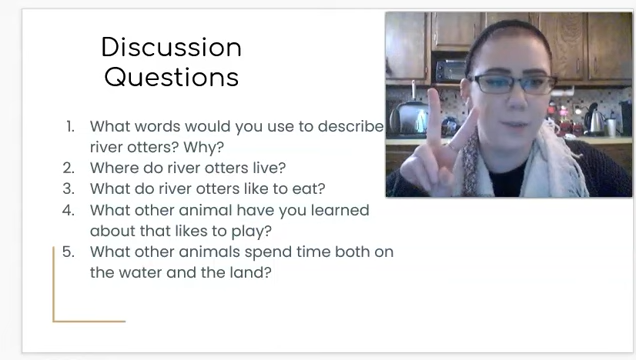 Discussion
Questions
1. What words would you use to describe
river otters? Why?
2. Where do river otters live?
3. What do river otters like to eat?
4. What other animal have you learned
about that likes to play?
5. What other animals spend time both on
the water and the land?